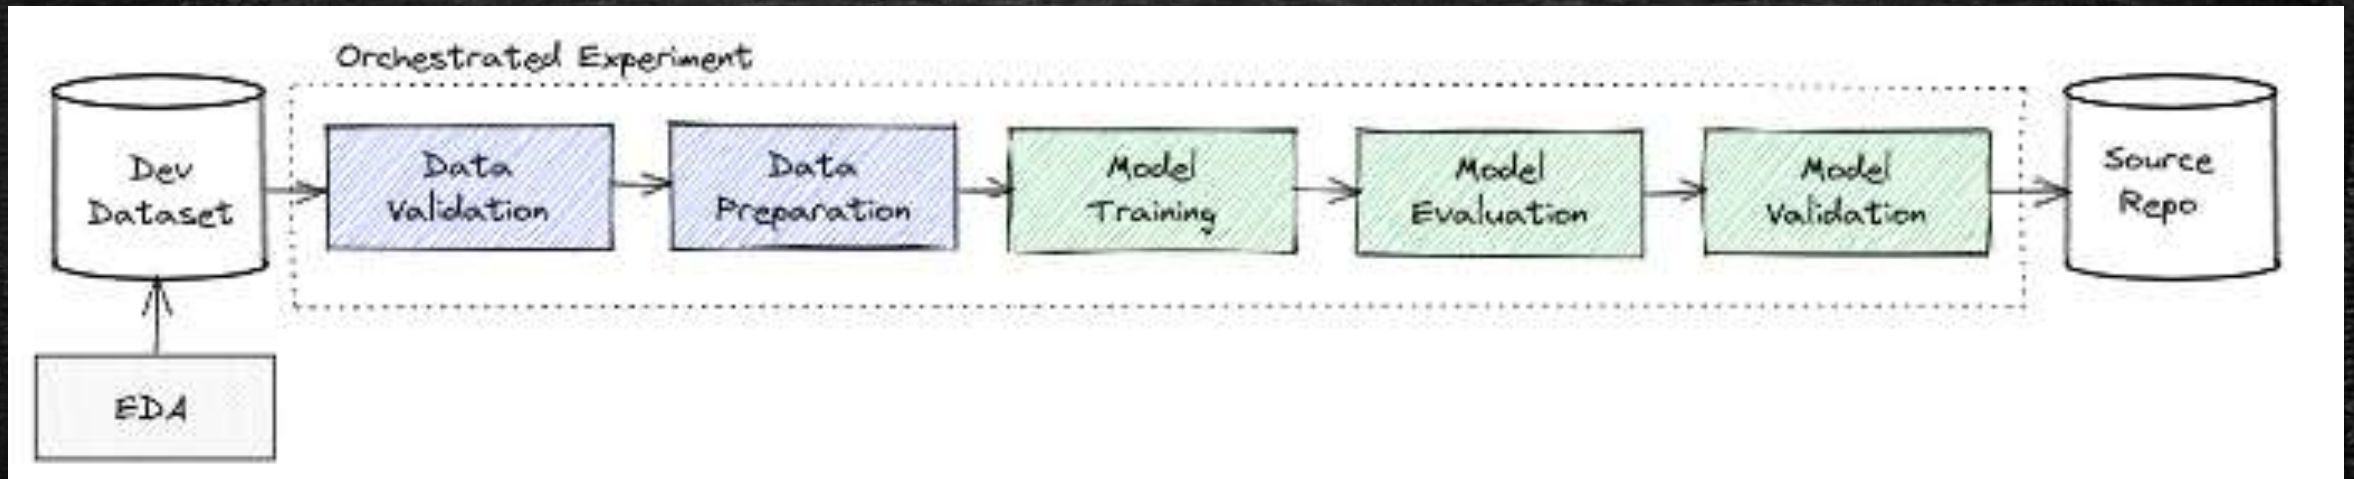 Orchestrated Experiment
Dev
Dataset
Data
Validation
Data
Preparation
Model
Training
Model
Evaluation
Model
Validation
Source
Repo
EDA